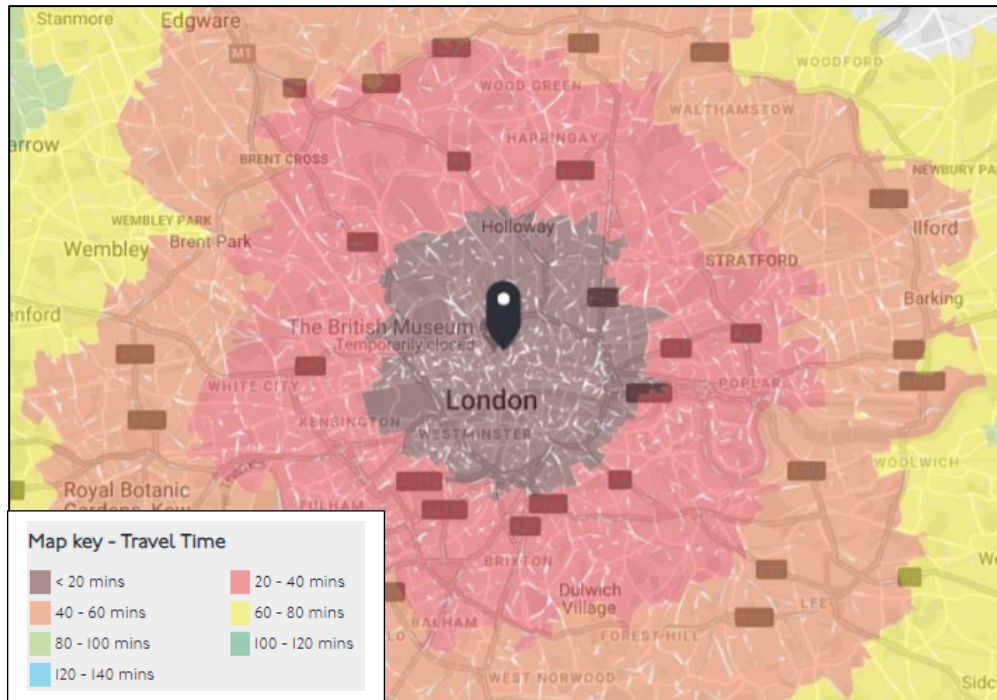 Stanmore
Edgware
M1
WOODFORD
WOOD GREEN
WALTHAMSTOW
HARRINGAY
arrow
BRENT CROSS
NEWBURY PA
WEMBLEY PARK
Holloway
Ilford
Wembley
Brent Park
STRATFORD
Barking
enford
The British Museum
Temporarily closed
WHITE CITY
POPLAR
London
KENSINGTON
WESTMINSTER
WOOLWICH
Royal Botanic
Gardens, Kew
FULHAM
We
BRIXTON
Dulwich
Village
LEE
BALHAM
FOREST HILL
WEST NORWOOD
Sidc
Map key - Travel Time
< 20 mins
20 - 40 mins
40 - 60 mins
60 - 80 mins
80 - 100 mins
100 - 120 mins
120 - 140 mins